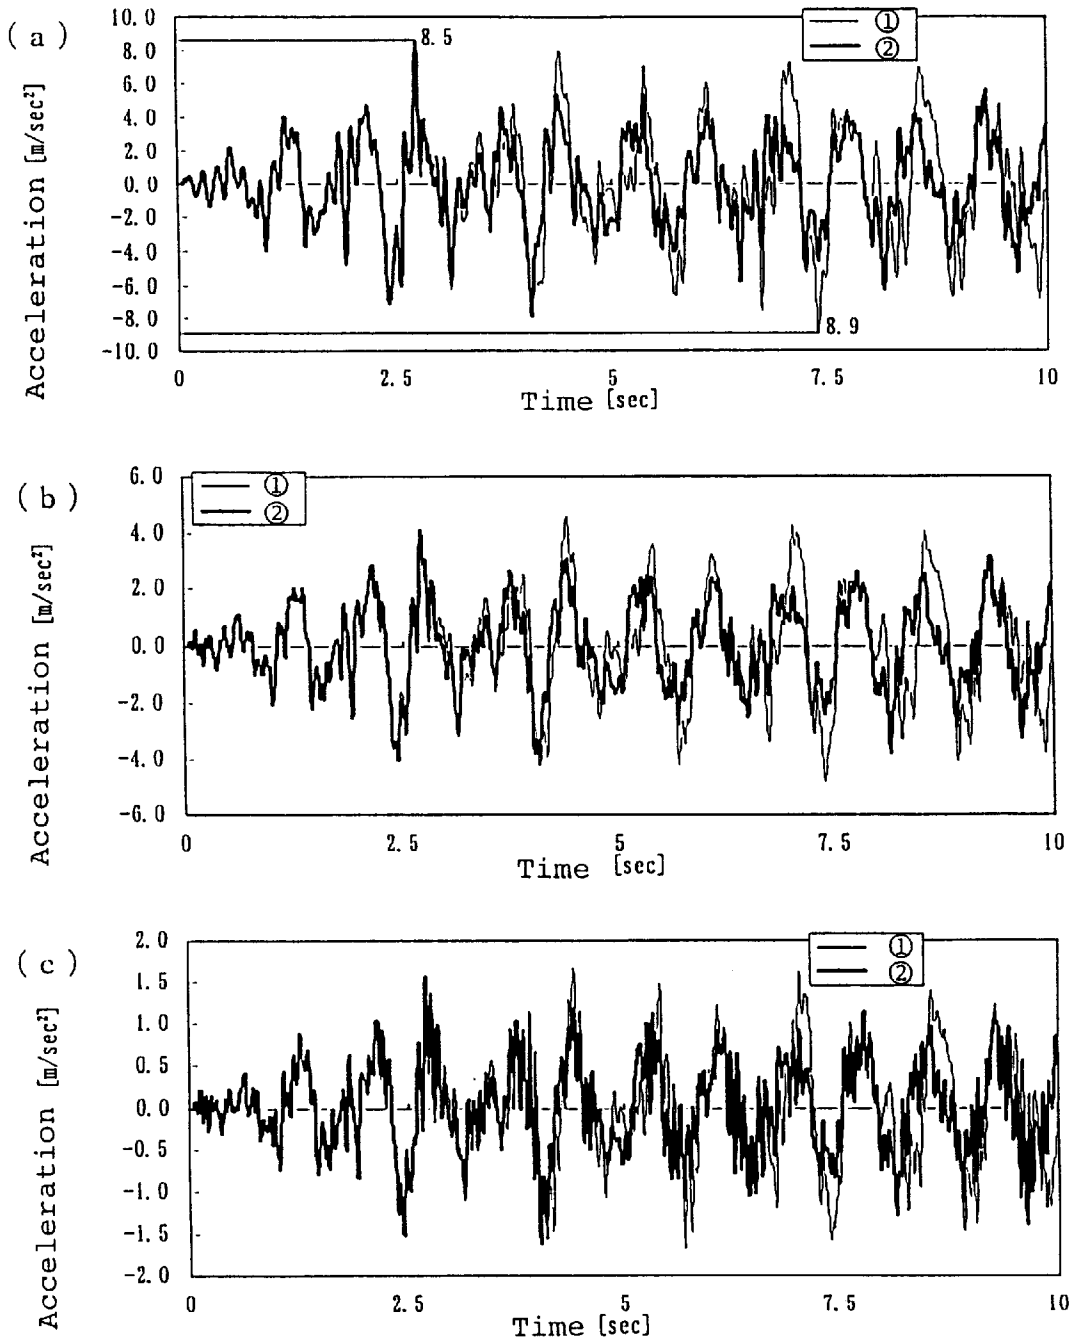 ( a )
Acceleration [m/sec²]
10.0
8.0
6.0
4.0
2.0
0.0
-2.0
-4.0
-6.0
-8.0
-10.0
8.5
8.9
①
②
0 2.5 5 7.5 10
Time [sec]
( b )
Acceleration [m/sec²]
6.0
4.0
2.0
0.0
-2.0
-4.0
-6.0
①
②
0 2.5 5 7.5 10
Time [sec]
( c )
Acceleration [m/sec²]
2.0
1.5
1.0
0.5
0.0
-0.5
-1.0
-1.5
-2.0
①
②
0 2.5 5 7.5 10
Time [sec]